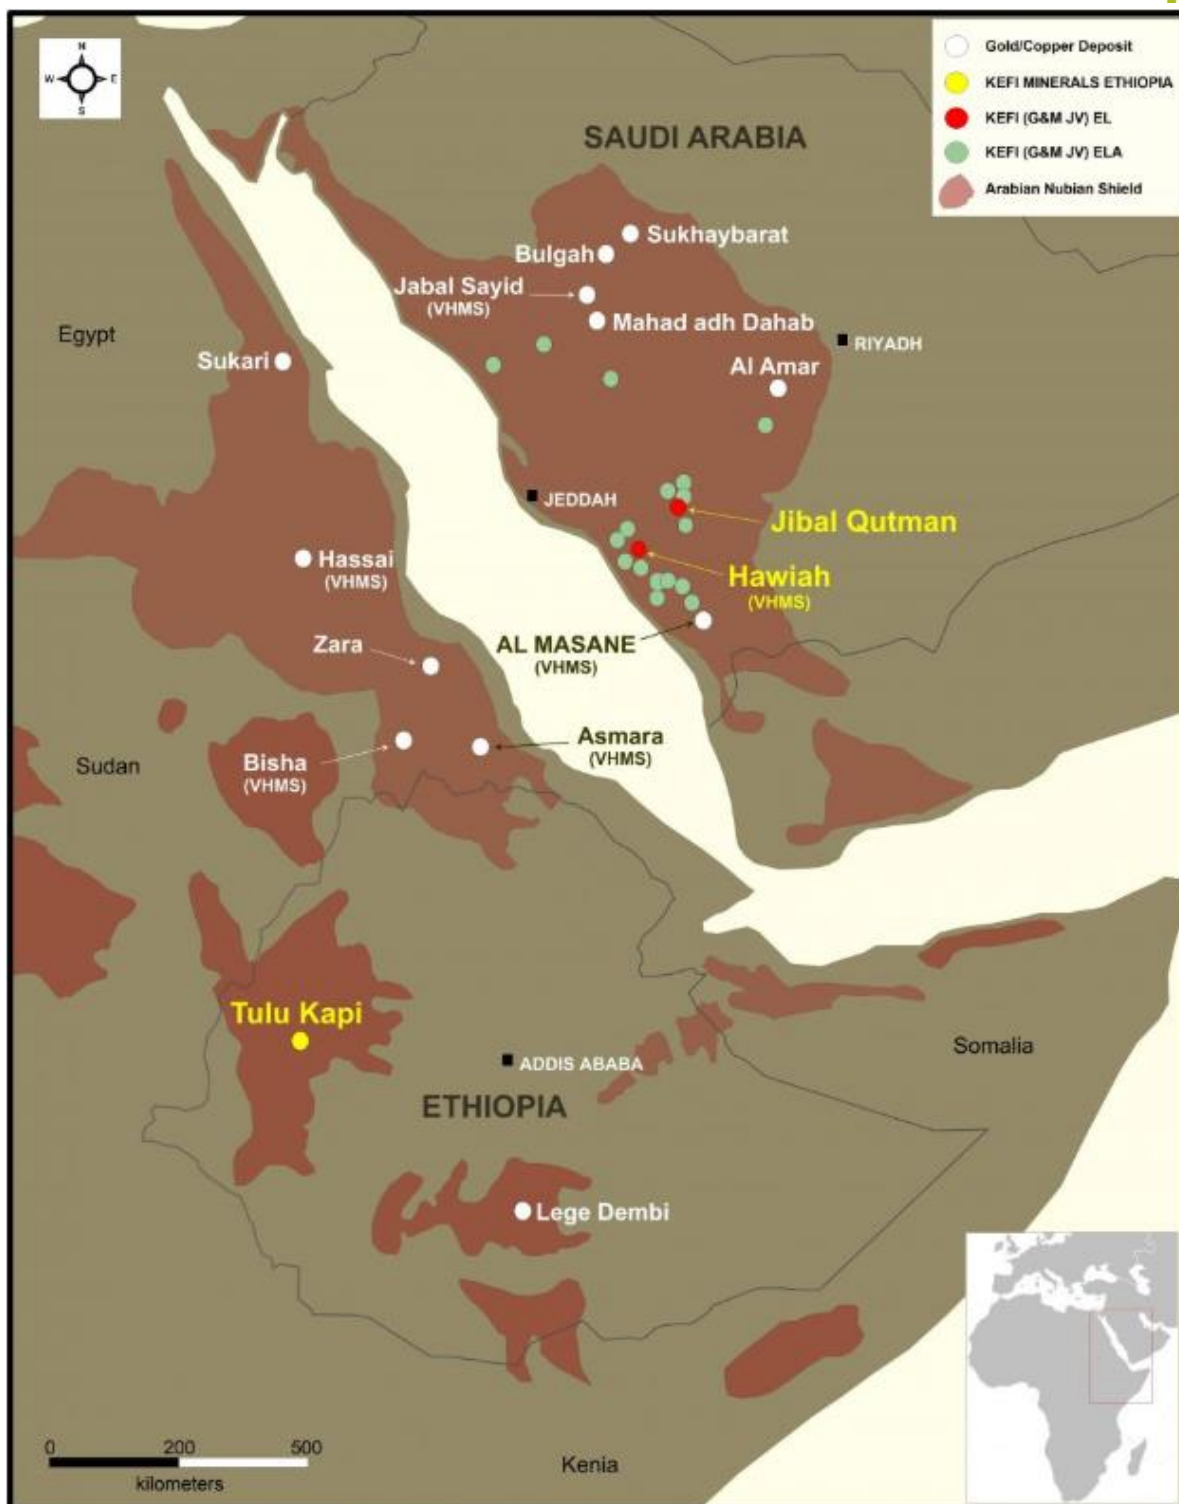 N
W
E
S
Gold/Copper Deposit
KEFI MINERALS ETHIOPIA
KEFI (G&M JV) EL
KEFI (G&M JV) ELA
Arabian Nubian Shield
SAUDI ARABIA
Sukhaybarat
Bulgah
Jabal Sayid
(VHMS)
Mahad adh Dahab
Egypt
Sukari
RIYADH
Al Amar
JEDDAH
Jibal Qutman
Hassai
(VHMS)
Hawiah
(VHMS)
Zara
AL MASANE
(VHMS)
Sudan
Bisha
(VHMS)
Asmara
(VHMS)
Tulu Kapi
Somalia
ADDIS ABABA
ETHIOPIA
Lege Dembi
0 200 500
kilometers
Kenia